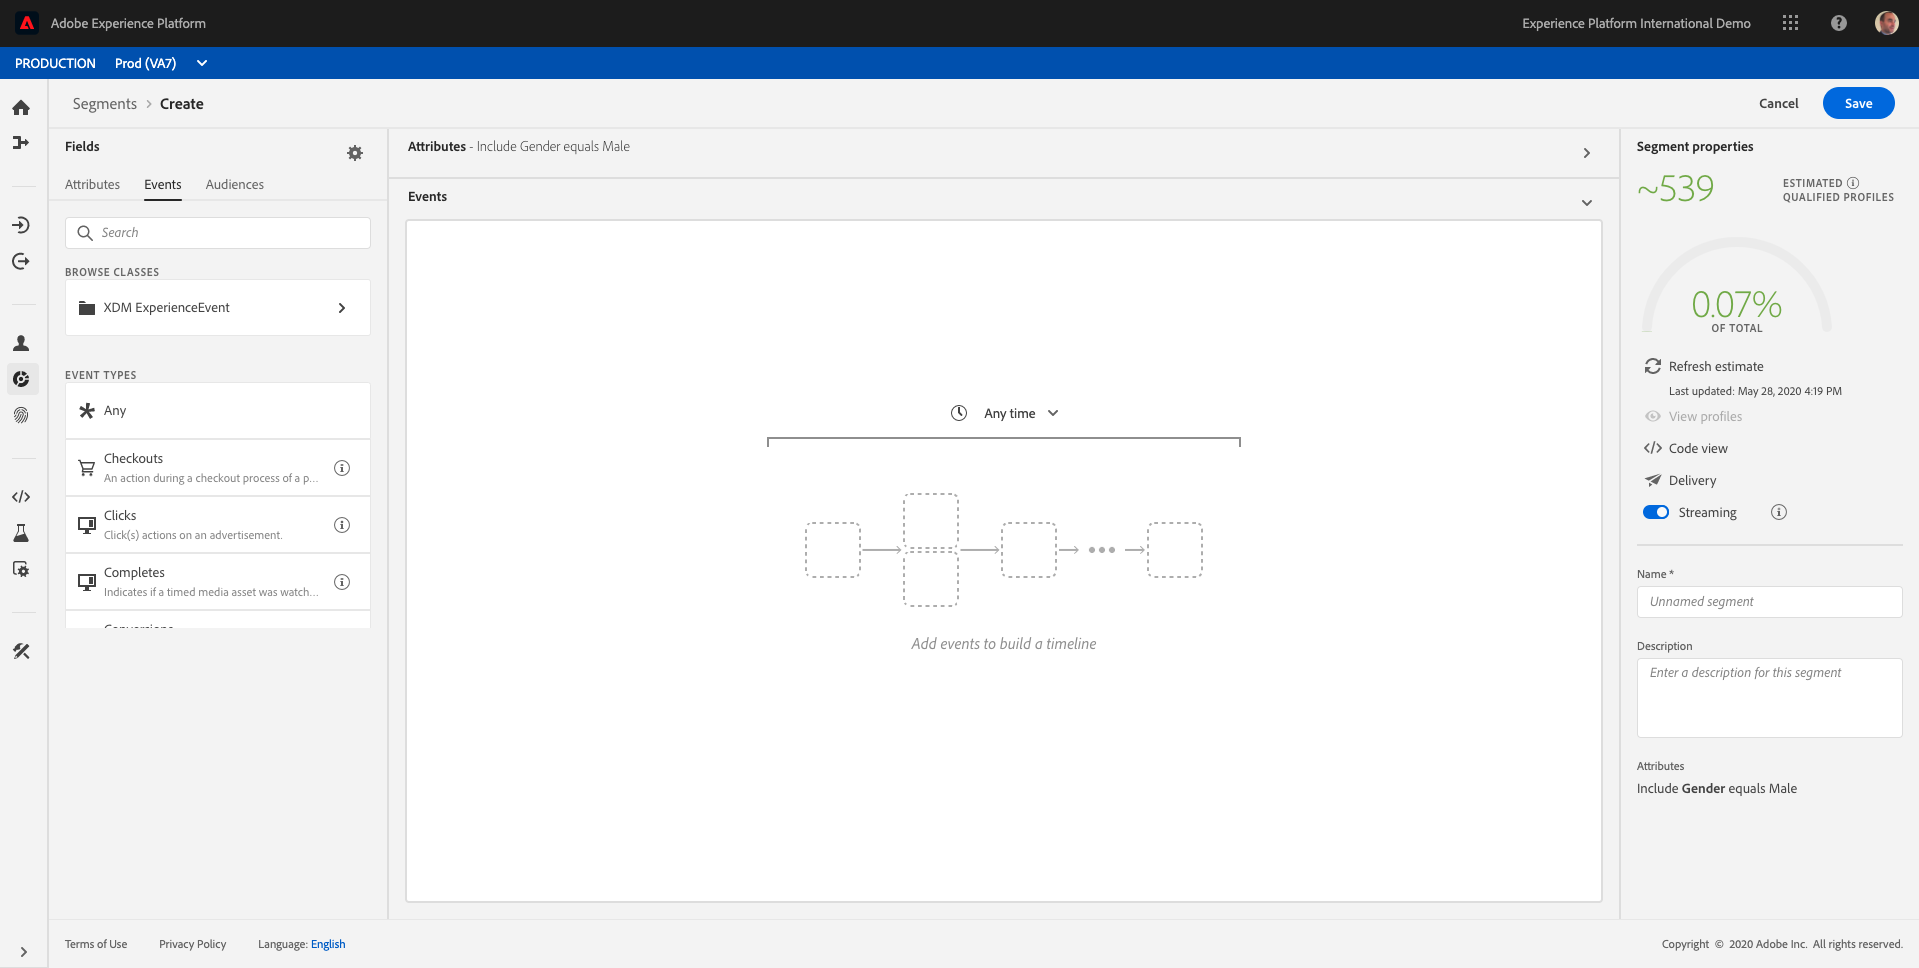 Adobe Experience Platform
Experience Platform International Demo
PRODUCTION Prod (VA7)
Segments > Create
Cancel
Save
Fields
Attributes Events Audiences
Search
BROWSE CLASSES
XDM ExperienceEvent
EVENT TYPES
Any
Checkouts
An action during a checkout process of a p...
Clicks
Click(s) actions on an advertisement.
Completes
Indicates if a timed media asset was watch...
Conversions
Attributes - Include Gender equals Male
Events
Any time
Add events to build a timeline
Segment properties
~539
ESTIMATED
QUALIFIED PROFILES
0.07%
OF TOTAL
Refresh estimate
Last updated: May 28, 2020 4:19 PM
View profiles
Code view
Delivery
Streaming
Name *
Unnamed segment
Description
Enter a description for this segment
Attributes
Include Gender equals Male
Terms of Use Privacy Policy Language: English
Copyright © 2020 Adobe Inc. All rights reserved.